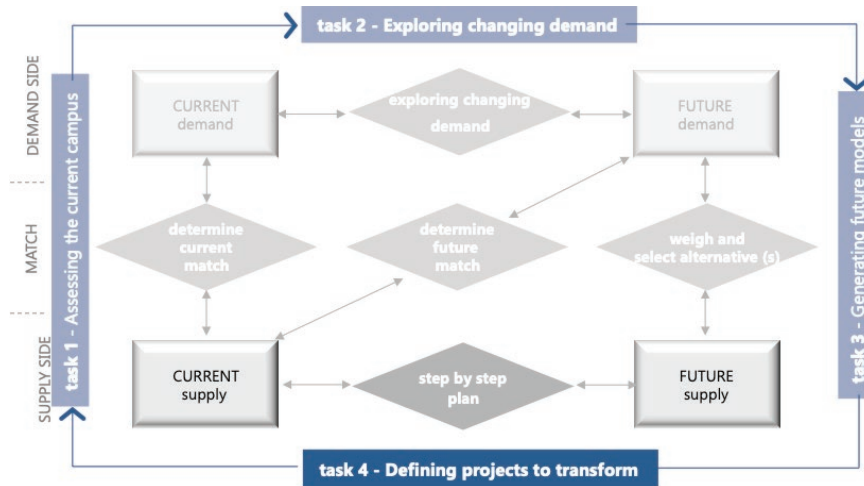 task 2 - Exploring changing demand
DEMAND SIDE
MATCH
SUPPLY SIDE
task 1 - Assessing the current campus
CURRENT
demand
exploring changing
demand
FUTURE
demand
determine
current
match
determine
future
match
weigh and
select alternative (s)
CURRENT
supply
step by step
plan
FUTURE
supply
task 3 - Generating future models
task 4 - Defining projects to transform